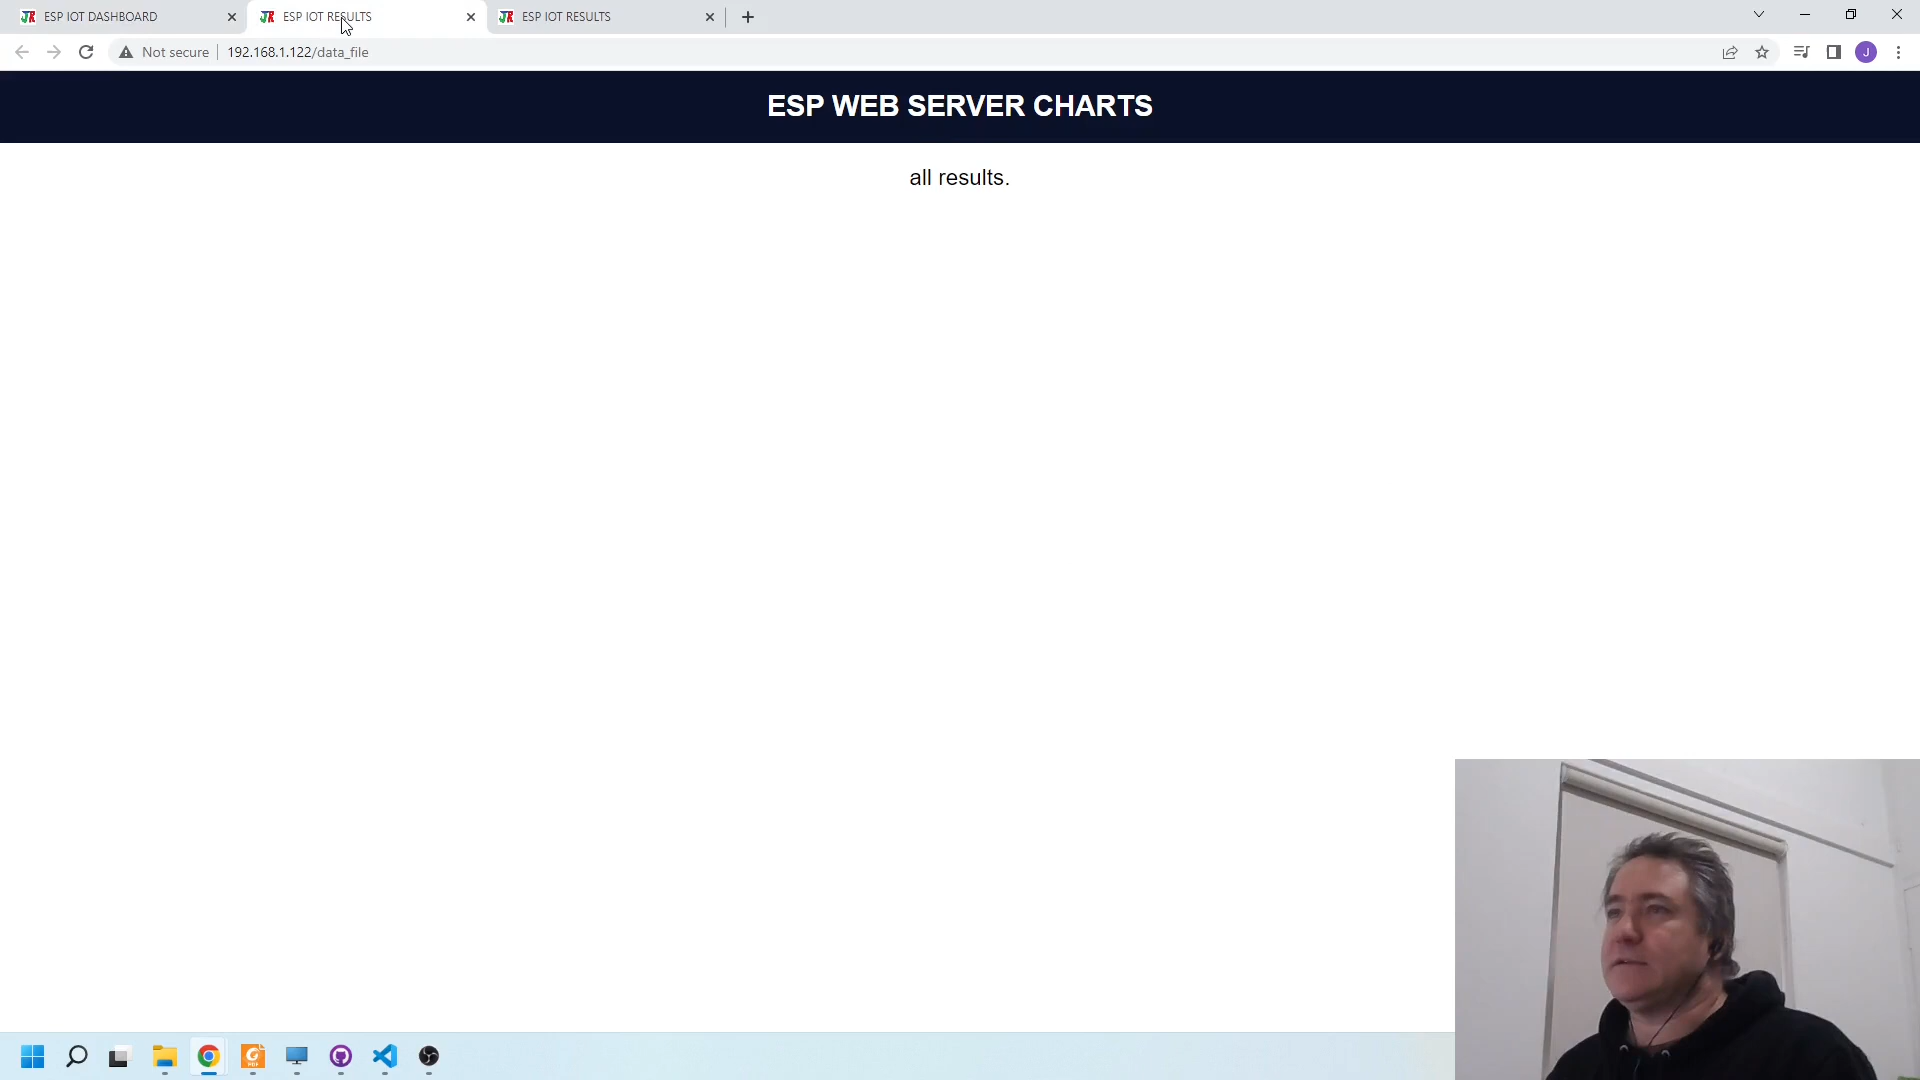 ESP IOT DASHBOARD
ESP IOT RESULTS
ESP IOT RESULTS
Not secure
192.168.1.122/data_file
J
ESP WEB SERVER CHARTS
all results.